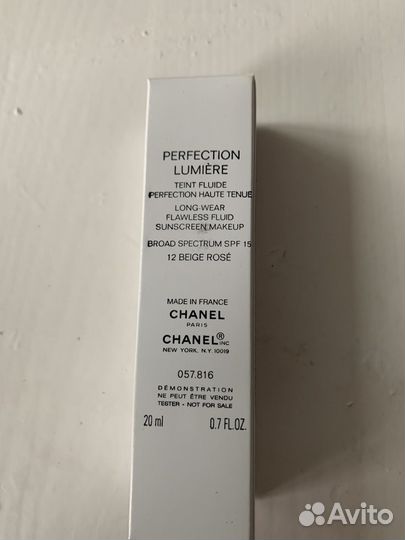 PERFECTION
LUMIÈRE
TEINT FLUIDE
PERFECTION HAUTE TENUE
LONG-WEAR
FLAWLESS FLUID
SUNSCREEN MAKEUP
BROAD SPECTRUM SPF 15
12 BEIGE ROSÉ
MADE IN FRANCE
CHANEL
PARIS
CHANEL® INC
NEW YORK, N.Y. 10019
057.816
DÉMONSTRATION
NE PEUT ÊTRE VENDU
TESTER - NOT FOR SALE
20 ml 0.7 FL.OZ.
Avito